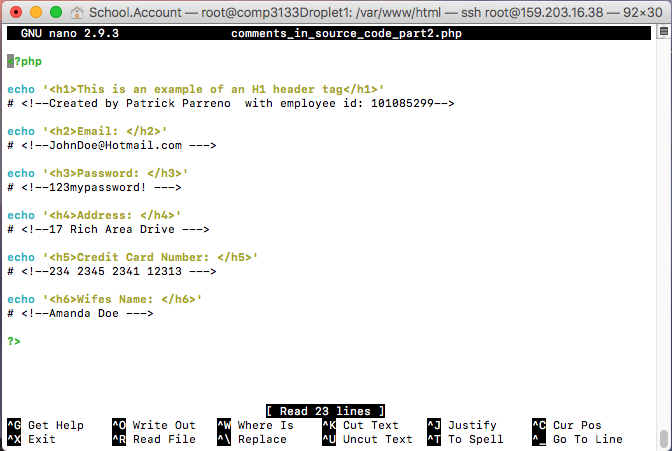 School.Account — root@comp3133Droplet1: /var/www/html — ssh root@159.203.16.38 — 92×30
GNU nano 2.9.3 comments_in_source_code_part2.php
<?php
echo '<h1>This is an example of an H1 header tag</h1>'
# <!--Created by Patrick Parreno  with employee id: 101085299-->
echo '<h2>Email: </h2>'
# <!--JohnDoe@Hotmail.com --->
echo '<h3>Password: </h3>'
# <!--123mypassword! --->
echo '<h4>Address: </h4>'
# <!--17 Rich Area Drive --->
echo '<h5>Credit Card Number: </h5>'
# <!--234 2345 2341 12313 --->
echo '<h6>Wifes Name: </h6>'
# <!--Amanda Doe --->
?>
[ Read 23 lines ]
^G Get Help ^O Write Out ^W Where Is ^K Cut Text ^J Justify ^C Cur Pos
^X Exit ^R Read File ^\ Replace ^U Uncut Text ^T To Spell ^_ Go To Line